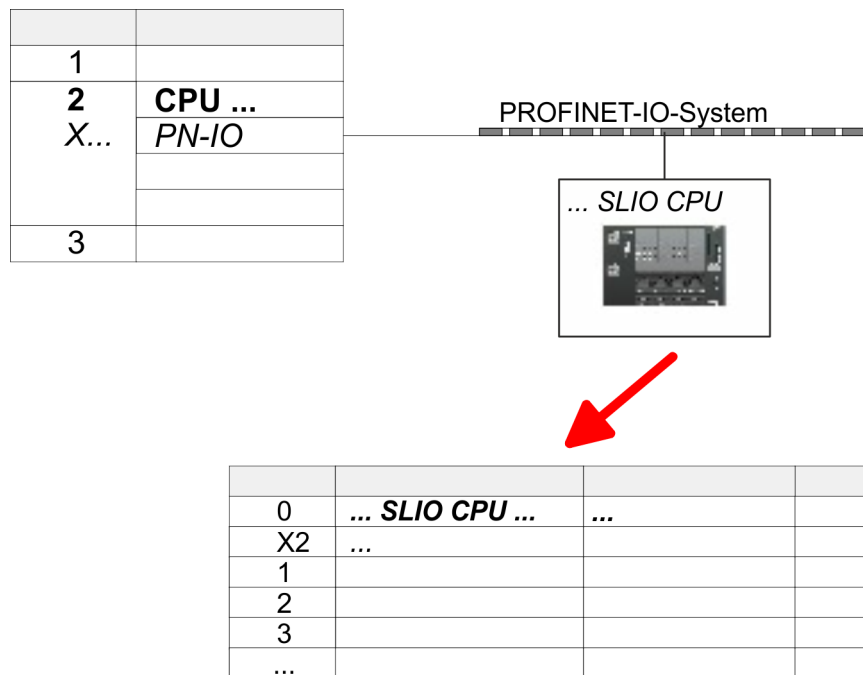 1
2 CPU ...
X... PN-IO
3
PROFINET-IO-System
... SLIO CPU
0 ... SLIO CPU ... ...
X2 ...
1
2
3
...